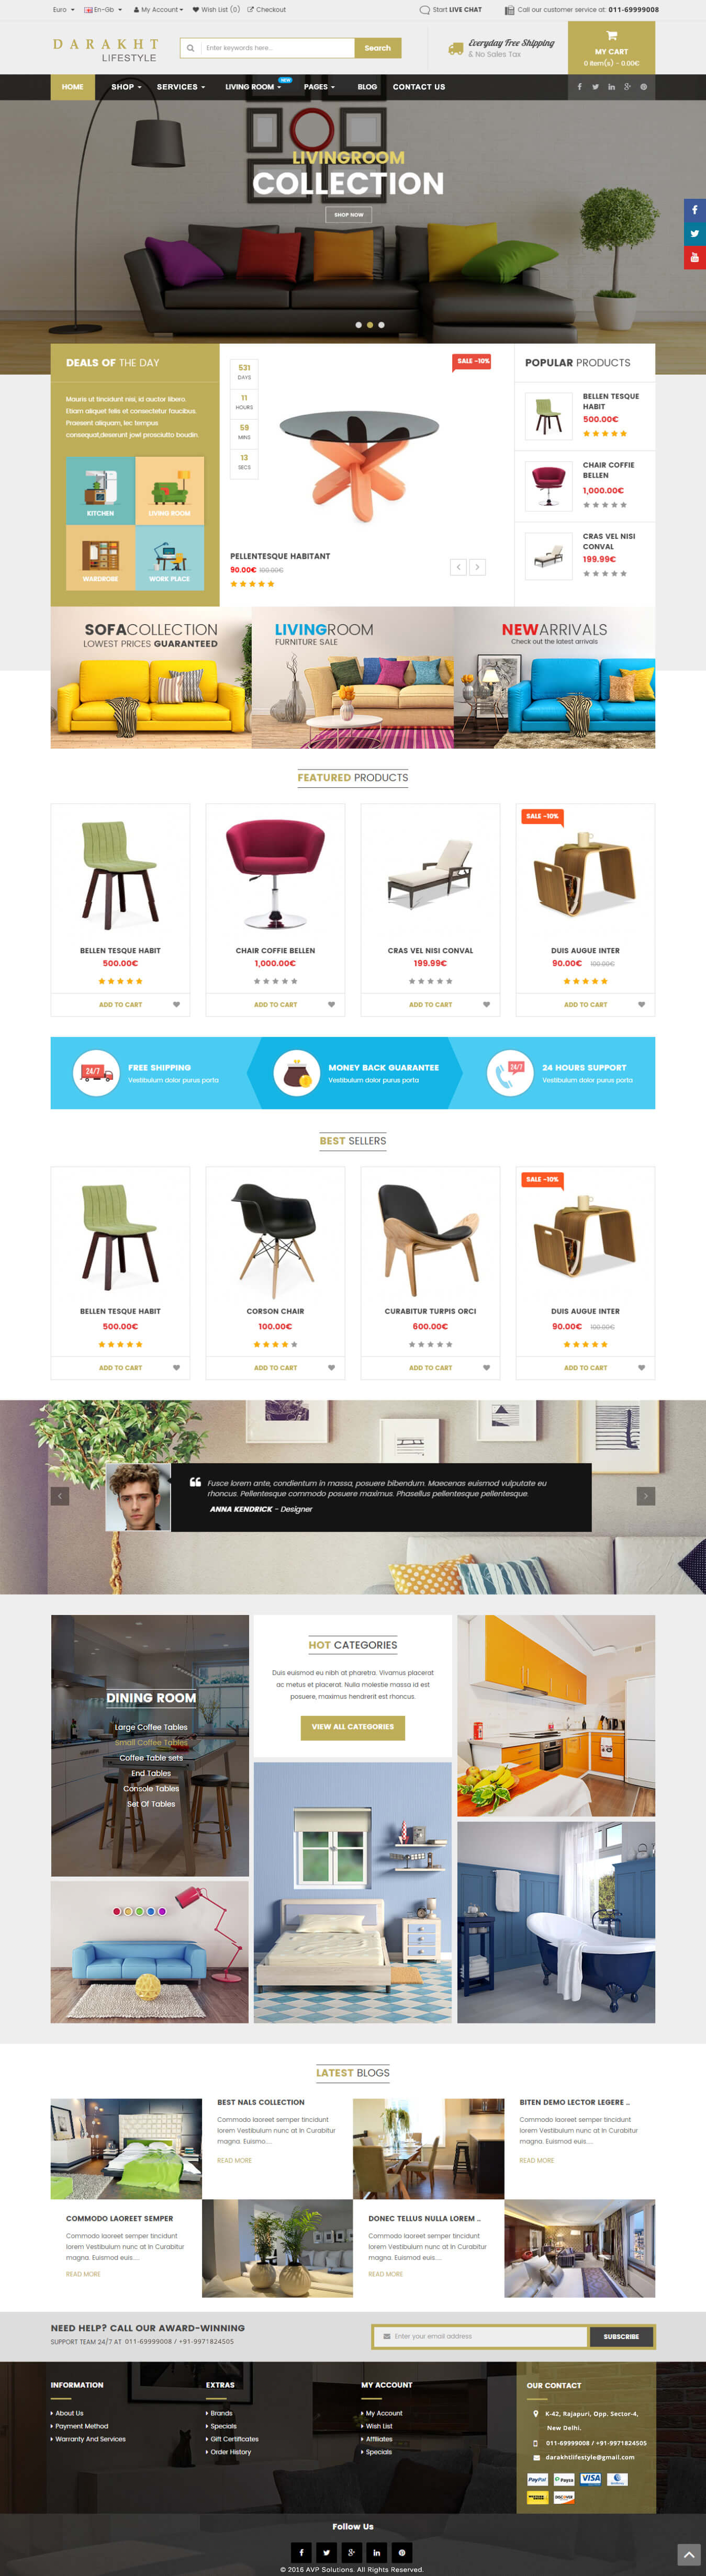 Euro En-Gb My Account Wish List (0) Checkout Start LIVE CHAT Call our customer service at: 011-69999008
DARAKHT
LIFESTYLE
Enter keywords here... Search
Everyday Free Shipping
& No Sales Tax
MY CART
0 item(s) - 0.00€
NEW
HOME SHOP SERVICES LIVING ROOM PAGES BLOG CONTACT US
LIVINGROOM
COLLECTION
SHOP NOW
DEALS OF THE DAY
Mauris ut tincidunt nisi, id auctor libero.
Etiam aliquet felis et consectetur faucibus.
Praesent aliquam, lec tempus
consequat,deserunt jowl prosciutto boudin.
KITCHEN LIVING ROOM
WARDROBE WORK PLACE
531
DAYS
11
HOURS
59
MINS
13
SECS
SALE -10%
PELLENTESQUE HABITANT
90.00€ 100.00€
POPULAR PRODUCTS
BELLEN TESQUE
HABIT
500.00€
CHAIR COFFIE
BELLEN
1,000.00€
CRAS VEL NISI
CONVAL
199.99€
SOFACOLLECTION
LOWEST PRICES GUARANTEED
LIVINGROOM
FURNITURE SALE
NEWARRIVALS
Check out the latest arrivals
FEATURED PRODUCTS
SALE -10%
BELLEN TESQUE HABIT CHAIR COFFIE BELLEN CRAS VEL NISI CONVAL DUIS AUGUE INTER
500.00€ 1,000.00€ 199.99€ 90.00€ 100.00€
ADD TO CART ADD TO CART ADD TO CART ADD TO CART
24/7
FREE SHIPPING
Vestibulum dolor purus porta
MONEY BACK GUARANTEE
Vestibulum dolor purus porta
24/7
24 HOURS SUPPORT
Vestibulum dolor purus porta
BEST SELLERS
SALE -10%
BELLEN TESQUE HABIT CORSON CHAIR CURABITUR TURPIS ORCI DUIS AUGUE INTER
500.00€ 100.00€ 600.00€ 90.00€ 100.00€
ADD TO CART ADD TO CART ADD TO CART ADD TO CART
Fusce lorem ante, condientum in massa, posuere bibendum. Maecenas euismod vulputate eu
rhoncus. Pellentesque commodo posuere maximus. Phasellus pellentesque pellentesque.
ANNA KENDRICK - Designer
DINING ROOM
Large Coffee Tables
Small Coffee Tables
Coffee Table sets
End Tables
Console Tables
Set Of Tables
HOT CATEGORIES
Duis euismod eu nibh at pharetra. Vivamus placerat
ac metus et placerat. Nulla molestie massa id est
posuere, maximus hendrerit est rhoncus.
VIEW ALL CATEGORIES
LATEST BLOGS
BEST NALS COLLECTION
Commodo laoreet semper tincidunt
lorem Vestibulum nunc at In Curabitur
magna. Euismo....
READ MORE
BITEN DEMO LECTOR LEGERE ..
Commodo laoreet semper tincidunt
lorem Vestibulum nunc at In Curabitur
magna. Euismod euis....
READ MORE
COMMODO LAOREET SEMPER
Commodo laoreet semper tincidunt
lorem Vestibulum nunc at In Curabitur
magna. Euismod euis....
READ MORE
DONEC TELLUS NULLA LOREM ..
Commodo laoreet semper tincidunt
lorem Vestibulum nunc at In Curabitur
magna. Euismod euis....
READ MORE
NEED HELP? CALL OUR AWARD-WINNING
SUPPORT TEAM 24/7 AT 011-69999008 / +91-9971824505
Enter your email address SUBSCRIBE
INFORMATION
About Us
Payment Method
Warranty And Services
EXTRAS
Brands
Specials
Gift Certificates
Order History
MY ACCOUNT
My Account
Wish List
Affiliates
Specials
OUR CONTACT
K-42, Rajapuri, Opp. Sector-4,
New Delhi.
011-69999008 / +91-9971824505
darakhtlifestyle@gmail.com
PayPal Paysa VISA
DISCOVER
Follow Us
© 2016 AVP Solutions. All Rights Reserved.